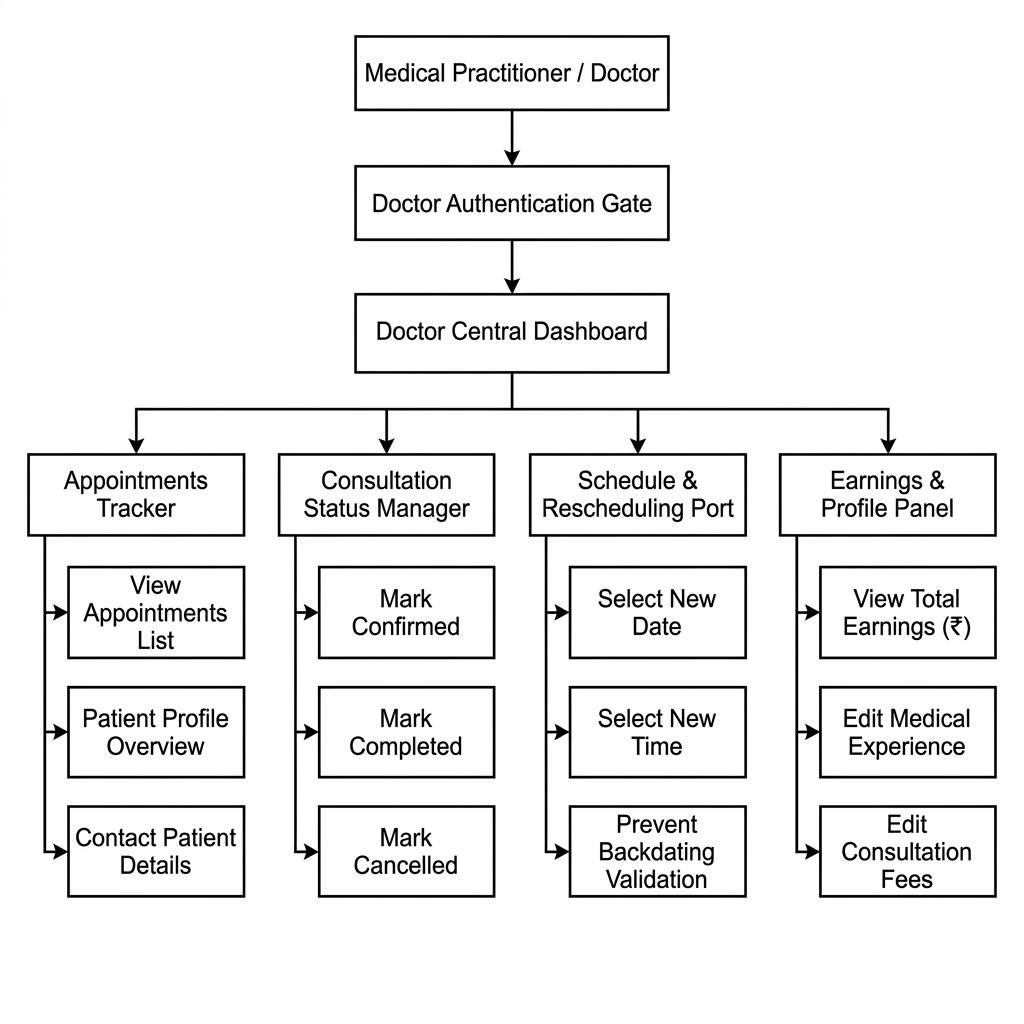 Medical Practitioner / Doctor
Doctor Authentication Gate
Doctor Central Dashboard
Appointments
Tracker
View
Appointments
List
Patient Profile
Overview
Contact Patient
Details
Consultation
Status Manager
Mark
Confirmed
Mark
Completed
Mark
Cancelled
Schedule &
Rescheduling Port
Select New
Date
Select New
Time
Prevent
Backdating
Validation
Earnings &
Profile Panel
View Total
Earnings (₹)
Edit Medical
Experience
Edit
Consultation
Fees